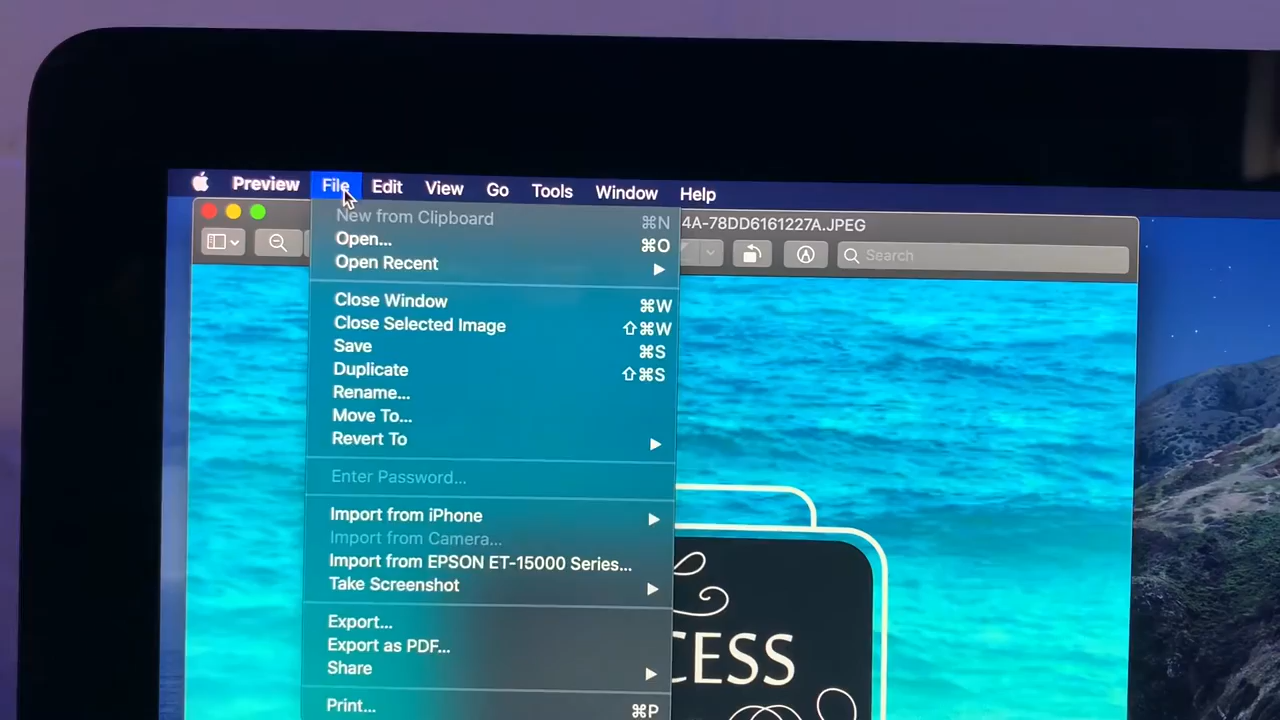 Preview File Edit View Go Tools Window Help
4A-78DD6161227A.JPEG
Search
New from Clipboard ⌘N
Open... ⌘O
Open Recent
Close Window ⌘W
Close Selected Image ⇧⌘W
Save ⌘S
Duplicate ⇧⌘S
Rename...
Move To...
Revert To
Enter Password...
Import from iPhone
Import from Camera...
Import from EPSON ET-15000 Series...
Take Screenshot
Export...
Export as PDF...
Share
Print... ⌘P
CESS